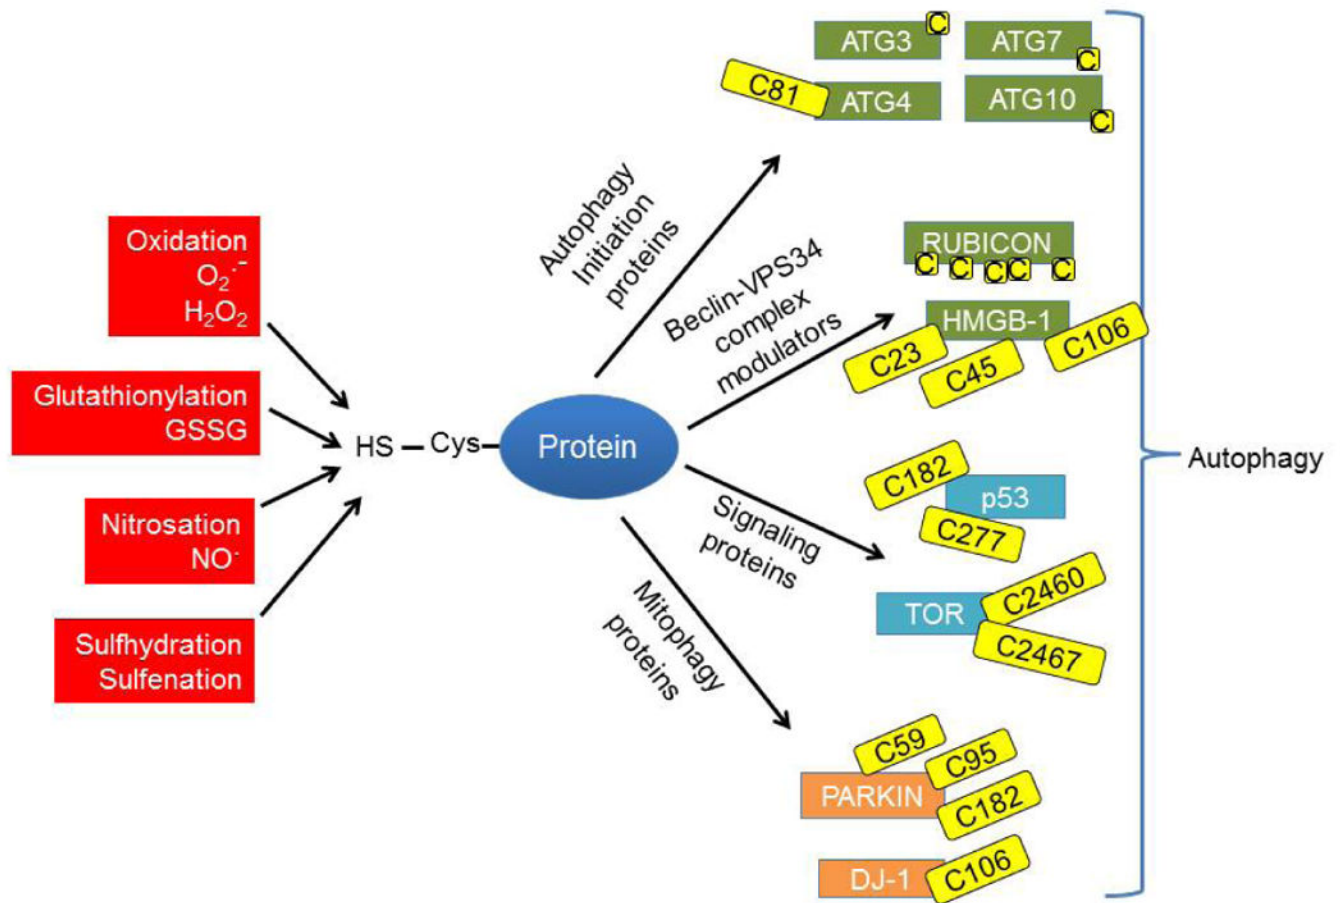 Oxidation
O₂·⁻
H₂O₂
Glutathionylation
GSSG
Nitrosation
NO·
Sulfhydration
Sulfenation
HS – Cys
Protein
Autophagy
Initiation
proteins
Beclin-VPS34
complex
modulators
Signaling
proteins
Mitophagy
proteins
ATG3 C
ATG7 C
C81 ATG4
ATG10 C
RUBICON
C C C C C
HMGB-1
C23 C45 C106
C182
p53
C277
TOR
C2460
C2467
C59
C95
PARKIN
C182
DJ-1 C106
Autophagy